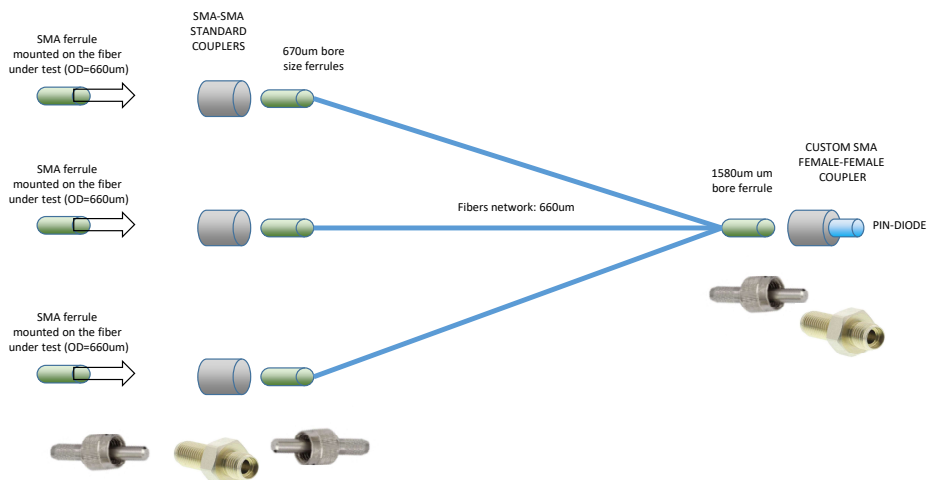 SMA-SMA
STANDARD
COUPLERS
SMA ferrule
mounted on the fiber
under test (OD=660um)
670um bore
size ferrules
SMA ferrule
mounted on the fiber
under test (OD=660um)
Fibers network: 660um
1580um um
bore ferrule
CUSTOM SMA
FEMALE-FEMALE
COUPLER
PIN-DIODE
SMA ferrule
mounted on the fiber
under test (OD=660um)